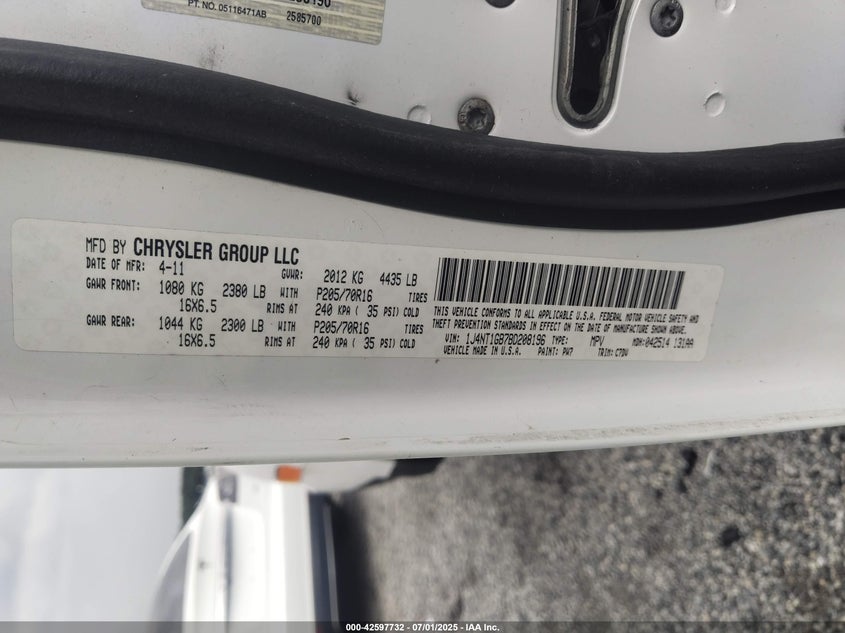 PT. NO. 05116471AB
2585700
MFD BY CHRYSLER GROUP LLC
DATE OF MFR: 4-11 GVWR: 2012 KG 4435 LB
GAWR FRONT: 1080 KG 2380 LB WITH P205/70R16 TIRES
16X6.5 RIMS AT 240 KPA ( 35 PSI) COLD
GAWR REAR: 1044 KG 2300 LB WITH P205/70R16 TIRES
16X6.5 RIMS AT 240 KPA ( 35 PSI) COLD
THIS VEHICLE CONFORMS TO ALL APPLICABLE U.S.A. FEDERAL MOTOR VEHICLE SAFETY AND
THEFT PREVENTION STANDARDS IN EFFECT ON THE DATE OF MANUFACTURE SHOWN ABOVE.
VIN: 1J4NT1GB7BD208196 TYPE: MPV MDH: 042514 131AA
VEHICLE MADE IN U.S.A. PAINT: PW7 TRIM: C7DV
000-42597732 / 07/01/2025 - IAA Inc.